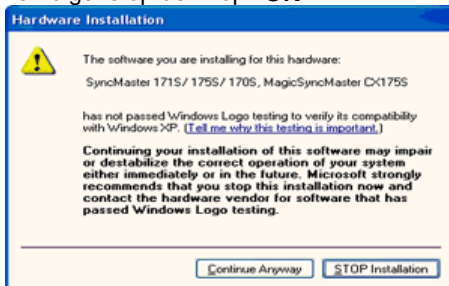 Hardware Installation
The software you are installing for this hardware:
SyncMaster 171S/ 175S/ 170S, MagicSyncMaster CX175S
has not passed Windows Logo testing to verify its compatibility
with Windows XP. (Tell me why this testing is important.)
Continuing your installation of this software may impair
or destabilize the correct operation of your system
either immediately or in the future. Microsoft strongly
recommends that you stop this installation now and
contact the hardware vendor for software that has
passed Windows Logo testing.
Continue Anyway STOP Installation